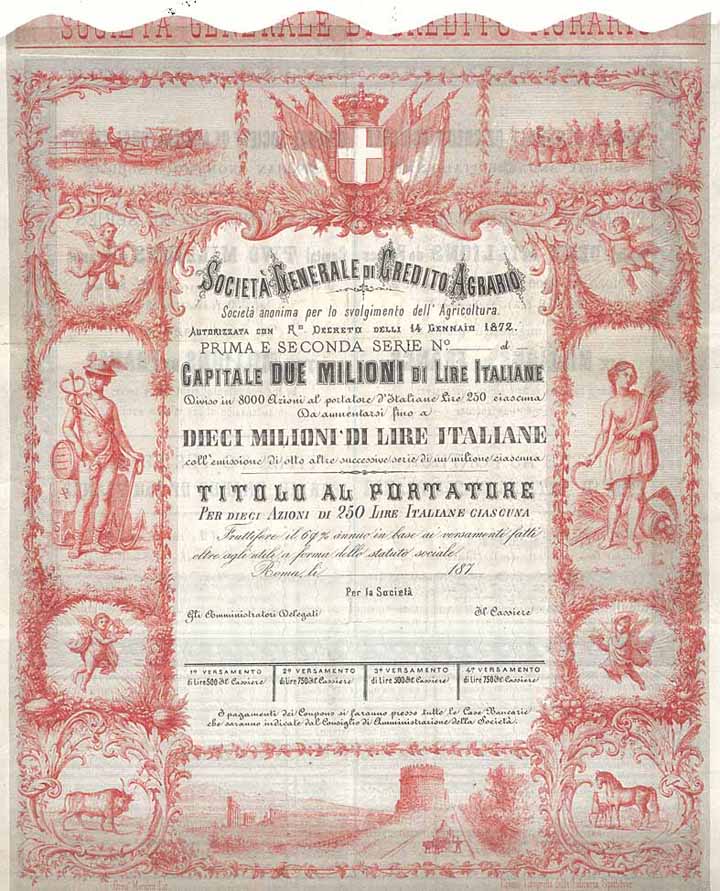 SOCIETÀ GENERALE DI CREDITO AGRARIO
SOCIETÀ GENERALE DI CREDITO AGRARIO
Società anonima per lo svolgimento dell' Agricoltura.
AUTORIZZATA CON Rº DECRETO DELLI 14 GENNAIO 1872.
PRIMA E SECONDA SERIE Nº d
CAPITALE DUE MILIONI DI LIRE ITALIANE
Diviso in 8000 Azioni al portatore d'Italiane Lire 250 ciascuna
Da aumentarsi fino a
DIECI MILIONI DI LIRE ITALIANE
coll'emissione di otto altre successive serie di un milione ciascuna
TITOLO AL PORTATORE
PER DIECI AZIONI DI 250 LIRE ITALIANE CIASCUNA
Fruttifere il 6% annuo in base ai versamenti fatti
oltre agli utili a forma dello statuto sociale.
Roma, li 187
Per la Società
Gli Amministratori Delegati Il Cassiere
1º VERSAMENTO 2º VERSAMENTO 3º VERSAMENTO 4º VERSAMENTO
di Lire 500 Il Cassiere di Lire 750 Il Cassiere di Lire 500 Il Cassiere di Lire 750 Il Cassiere
I pagamenti dei Coupons si faranno presso tutte le Case Bancarie
che saranno indicate dal Consiglio di Amministrazione della Società.